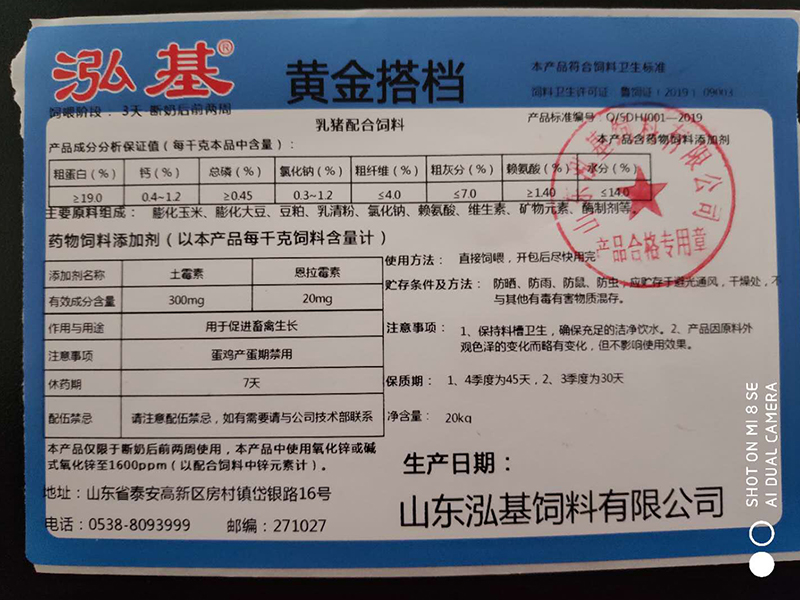 泓基®
黄金搭档
本产品符合饲料卫生标准
饲料卫生许可证 鲁饲证(2019)09003
饲喂阶段：3天 断奶后前两周
产品标准编号 Q/SDHJ001—2019
乳猪配合饲料
本产品含药物饲料添加剂
产品成分分析保证值（每千克本品中含量）：
粗蛋白（%） 钙（%） 总磷（%） 氯化钠（%） 粗纤维（%） 粗灰分（%） 赖氨酸（%） 水分（%）
≥19.0 0.4~1.2 ≥0.45 0.3~1.2 ≤4.0 ≤7.0 ≥1.40 ≤14.0
主要原料组成： 膨化玉米、膨化大豆、豆粕、乳清粉、氯化钠、赖氨酸、维生素、矿物元素、酶制剂等
药物饲料添加剂（以本产品每千克饲料含量计）
添加剂名称 土霉素 恩拉霉素
有效成分含量 300mg 20mg
作用与用途 用于促进畜禽生长
注意事项 蛋鸡产蛋期禁用
休药期 7天
配伍禁忌 请注意配伍禁忌，如有需要请与公司技术部联系
本产品仅限于断奶后前两周使用，本产品中使用氧化锌或碱
式氧化锌至1600ppm（以配合饲料中锌元素计）。
地址：山东省泰安高新区房村镇岱银路16号
电话：0538-8093999 邮编：271027
使用方法： 直接饲喂，开包后尽快用完
贮存条件及方法： 防晒、防雨、防鼠、防虫，应贮存于避光通风，干燥处，不
与其他有毒有害物质混存。
注意事项： 1、保持料槽卫生，确保充足的洁净饮水。2、产品因原料外
观色泽的变化而略有变化，但不影响使用效果。
保质期： 1、4季度为45天，2、3季度为30天
净含量： 20kg
生产日期：
山东泓基饲料有限公司
山东泓基饲料有限公司
产品合格专用章
SHOT ON MI 8 SE
AI DUAL CAMERA